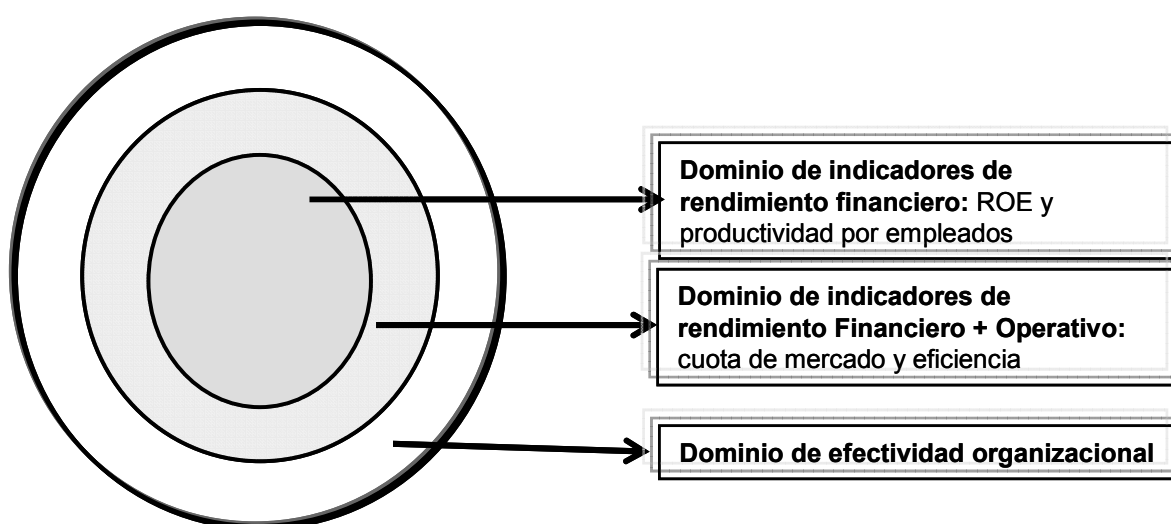 Dominio de indicadores de
rendimiento financiero: ROE y
productividad por empleados
Dominio de indicadores de
rendimiento Financiero + Operativo:
cuota de mercado y eficiencia
Dominio de efectividad organizacional